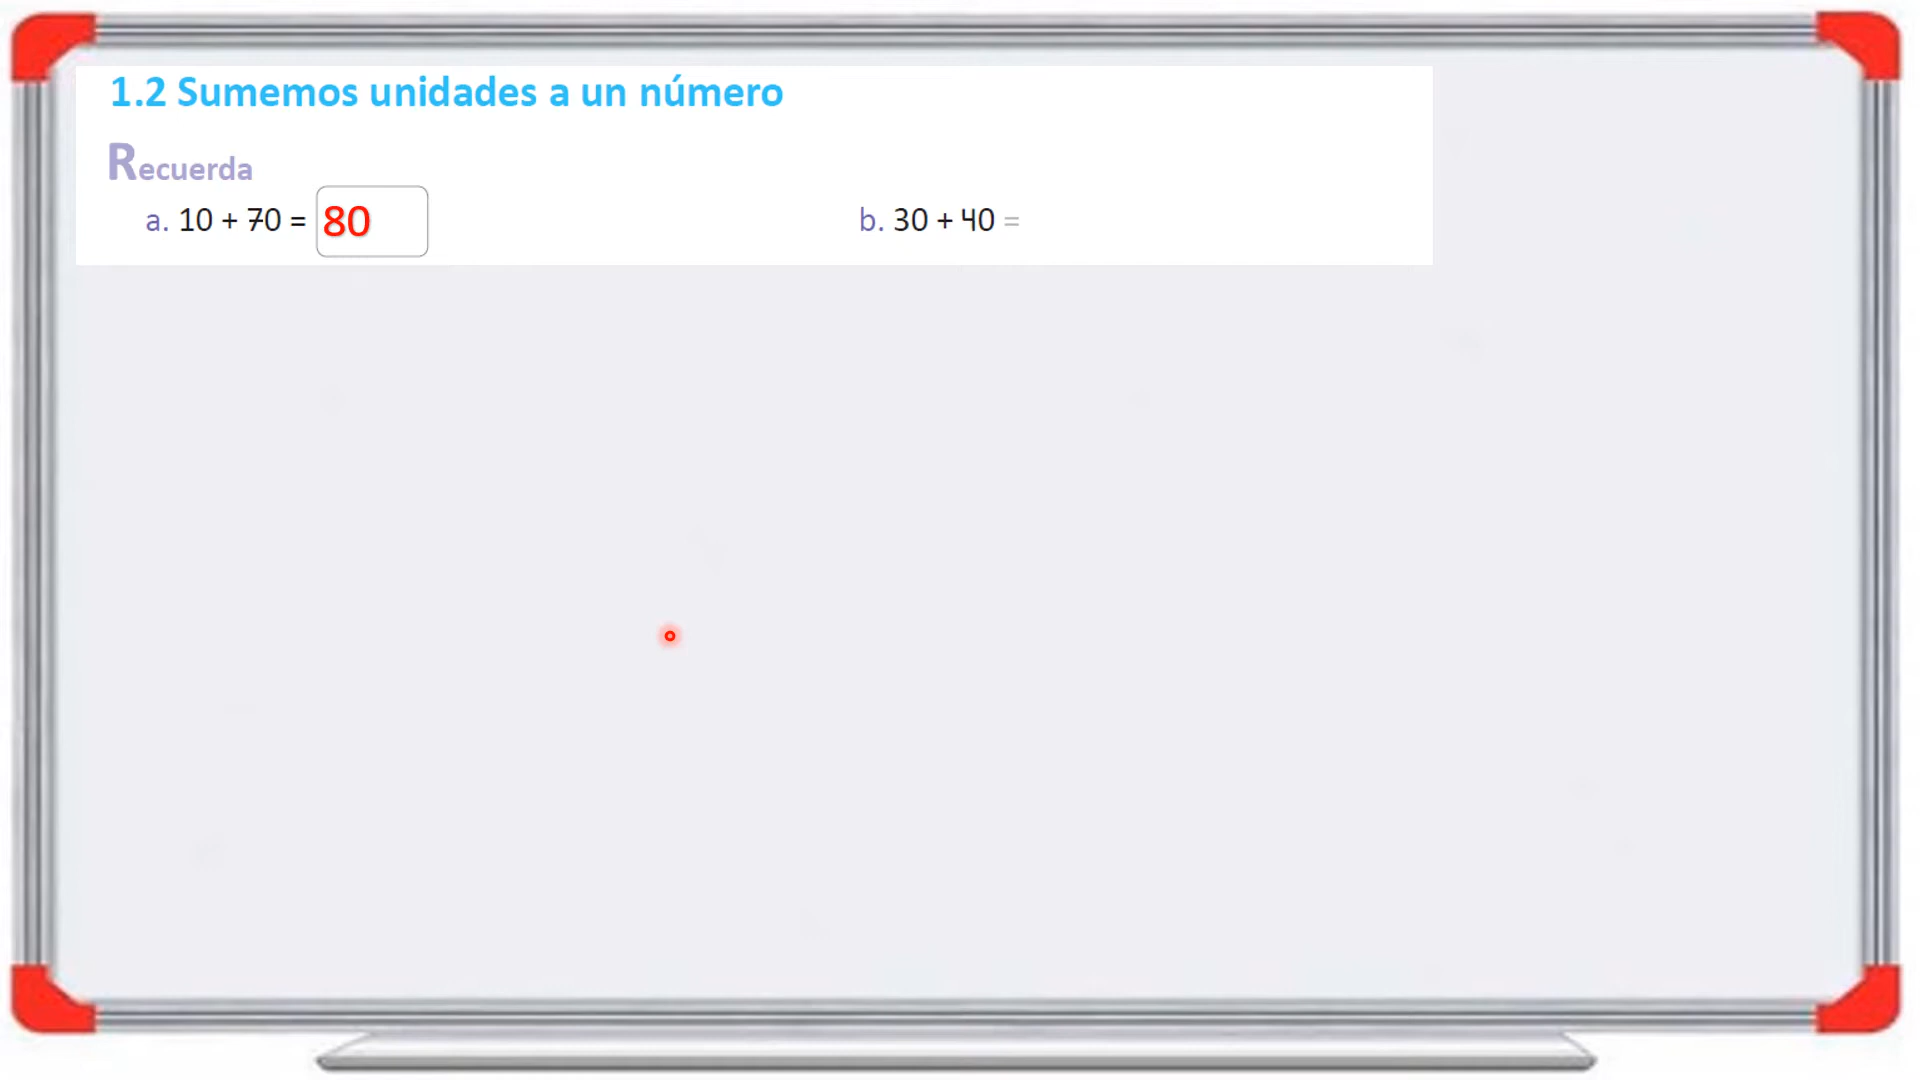 1.2 Sumemos unidades a un número
Recuerda
a. 10 + 70 = 80
b. 30 + 40 =